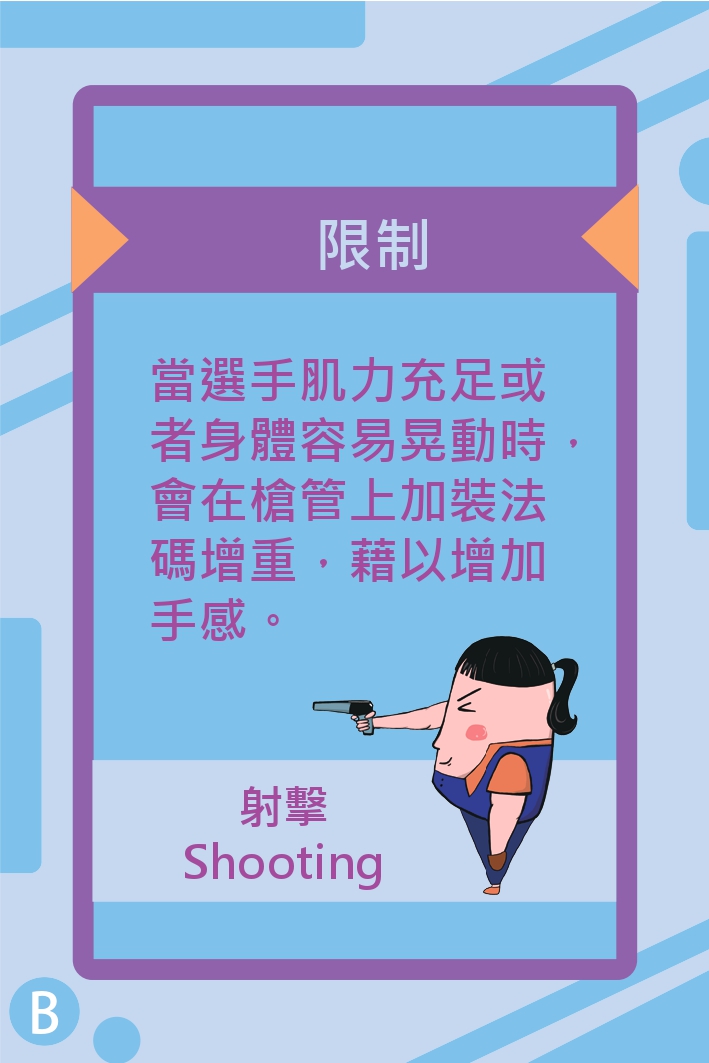 限制
當選手肌力充足或
者身體容易晃動時，
會在槍管上加裝法
碼增重，藉以增加
手感。
射擊
Shooting
B